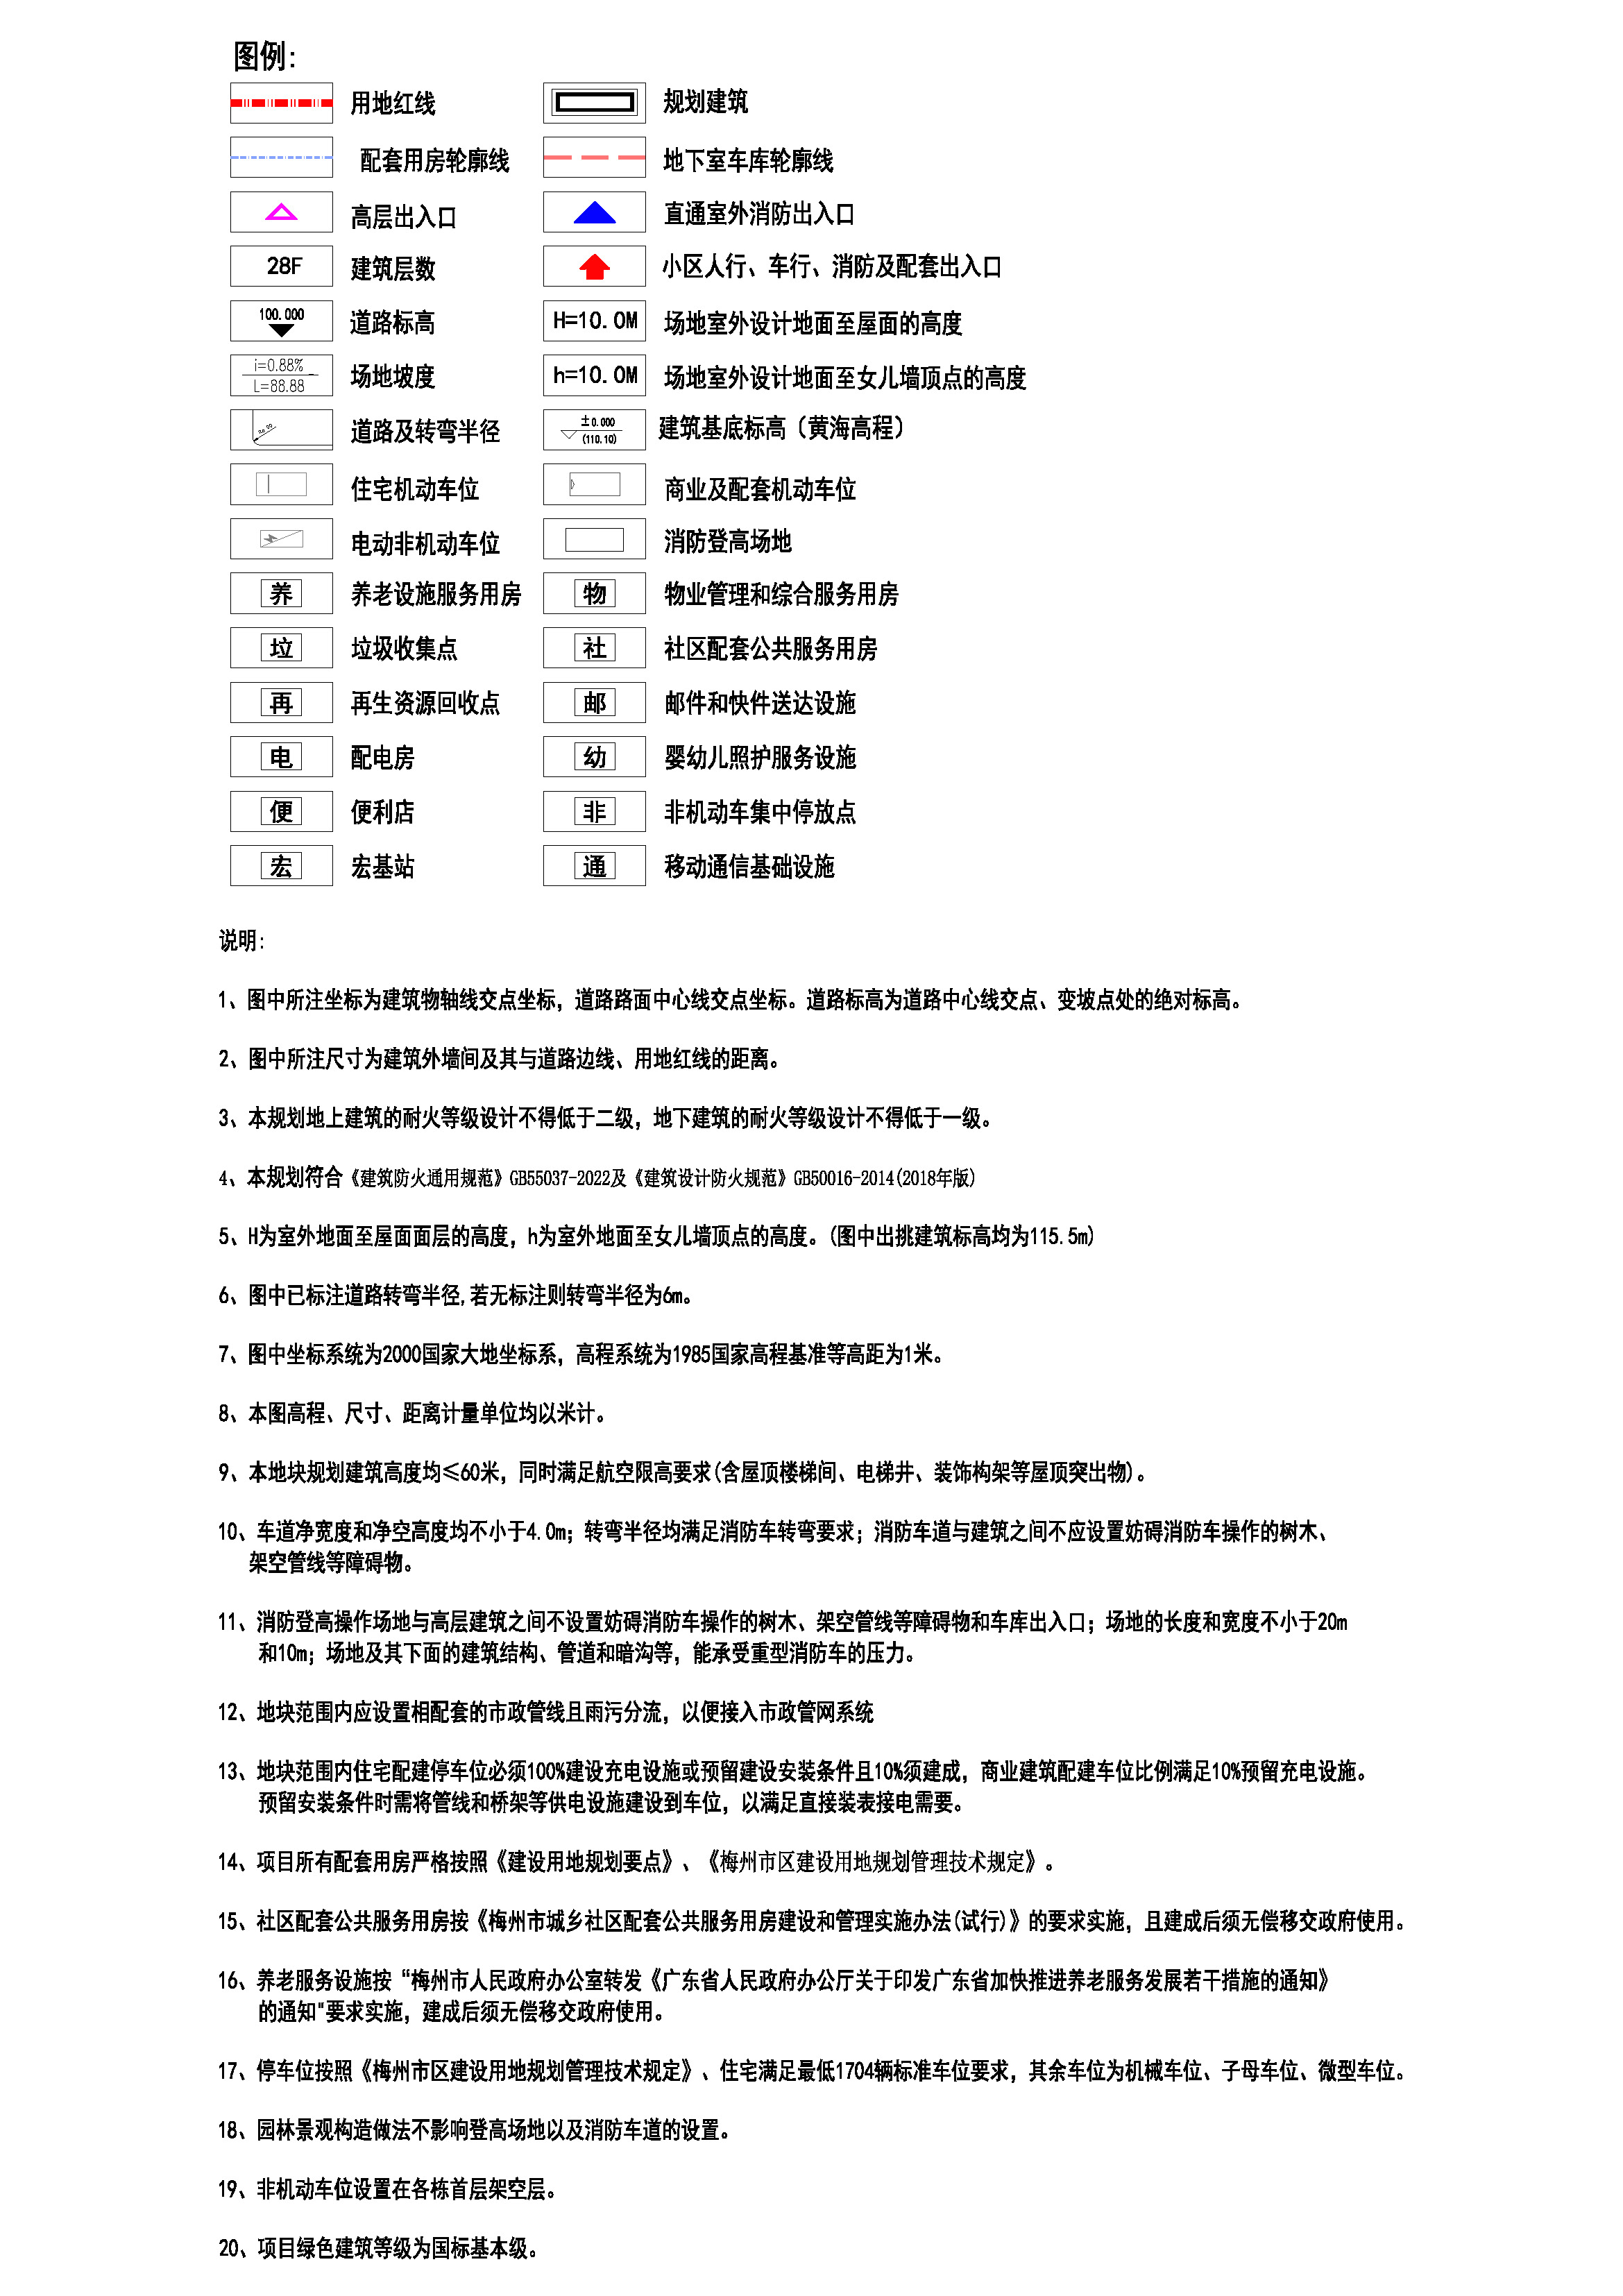 图例:
用地红线
规划建筑
配套用房轮廓线
地下室车库轮廓线
高层出入口
直通室外消防出入口
28F
建筑层数
小区人行、车行、消防及配套出入口
100.000
道路标高
H=10.0M
场地室外设计地面至屋面的高度
i=0.88%
L=88.88
场地坡度
h=10.0M
场地室外设计地面至女儿墙顶点的高度
道路及转弯半径
±0.000
(110.10)
建筑基底标高（黄海高程）
住宅机动车位
商业及配套机动车位
电动非机动车位
消防登高场地
养
养老设施服务用房
物
物业管理和综合服务用房
垃
垃圾收集点
社
社区配套公共服务用房
再
再生资源回收点
邮
邮件和快件送达设施
电
配电房
幼
婴幼儿照护服务设施
便
便利店
非
非机动车集中停放点
宏
宏基站
通
移动通信基础设施
说明:
1、图中所注坐标为建筑物轴线交点坐标，道路路面中心线交点坐标。道路标高为道路中心线交点、变坡点处的绝对标高。
2、图中所注尺寸为建筑外墙间及其与道路边线、用地红线的距离。
3、本规划地上建筑的耐火等级设计不得低于二级，地下建筑的耐火等级设计不得低于一级。
4、本规划符合《建筑防火通用规范》GB55037-2022及《建筑设计防火规范》GB50016-2014(2018年版)
5、H为室外地面至屋面面层的高度，h为室外地面至女儿墙顶点的高度。(图中出挑建筑标高均为115.5m)
6、图中已标注道路转弯半径,若无标注则转弯半径为6m。
7、图中坐标系统为2000国家大地坐标系，高程系统为1985国家高程基准等高距为1米。
8、本图高程、尺寸、距离计量单位均以米计。
9、本地块规划建筑高度均≤60米，同时满足航空限高要求(含屋顶楼梯间、电梯井、装饰构架等屋顶突出物)。
10、车道净宽度和净空高度均不小于4.0m；转弯半径均满足消防车转弯要求；消防车道与建筑之间不应设置妨碍消防车操作的树木、
架空管线等障碍物。
11、消防登高操作场地与高层建筑之间不设置妨碍消防车操作的树木、架空管线等障碍物和车库出入口；场地的长度和宽度不小于20m
和10m；场地及其下面的建筑结构、管道和暗沟等，能承受重型消防车的压力。
12、地块范围内应设置相配套的市政管线且雨污分流，以便接入市政管网系统
13、地块范围内住宅配建停车位必须100%建设充电设施或预留建设安装条件且10%须建成，商业建筑配建车位比例满足10%预留充电设施。
预留安装条件时需将管线和桥架等供电设施建设到车位，以满足直接装表接电需要。
14、项目所有配套用房严格按照《建设用地规划要点》、《梅州市区建设用地规划管理技术规定》。
15、社区配套公共服务用房按《梅州市城乡社区配套公共服务用房建设和管理实施办法(试行)》的要求实施，且建成后须无偿移交政府使用。
16、养老服务设施按“梅州市人民政府办公室转发《广东省人民政府办公厅关于印发广东省加快推进养老服务发展若干措施的通知》
的通知"要求实施，建成后须无偿移交政府使用。
17、停车位按照《梅州市区建设用地规划管理技术规定》、住宅满足最低1704辆标准车位要求，其余车位为机械车位、子母车位、微型车位。
18、园林景观构造做法不影响登高场地以及消防车道的设置。
19、非机动车位设置在各栋首层架空层。
20、项目绿色建筑等级为国标基本级。